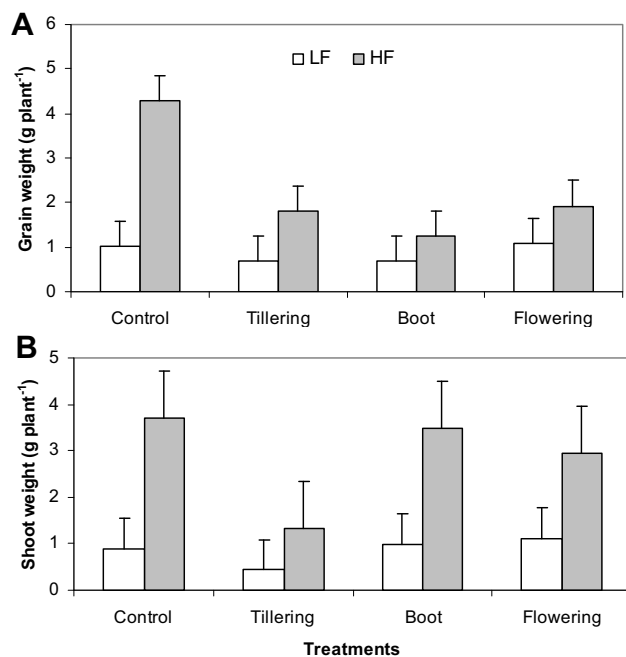 A
Grain weight (g plant⁻¹)
6
5
4
3
2
1
0
LF HF
Control Tillering Boot Flowering
B
Shoot weight (g plant⁻¹)
5
4
3
2
1
0
Control Tillering Boot Flowering
Treatments